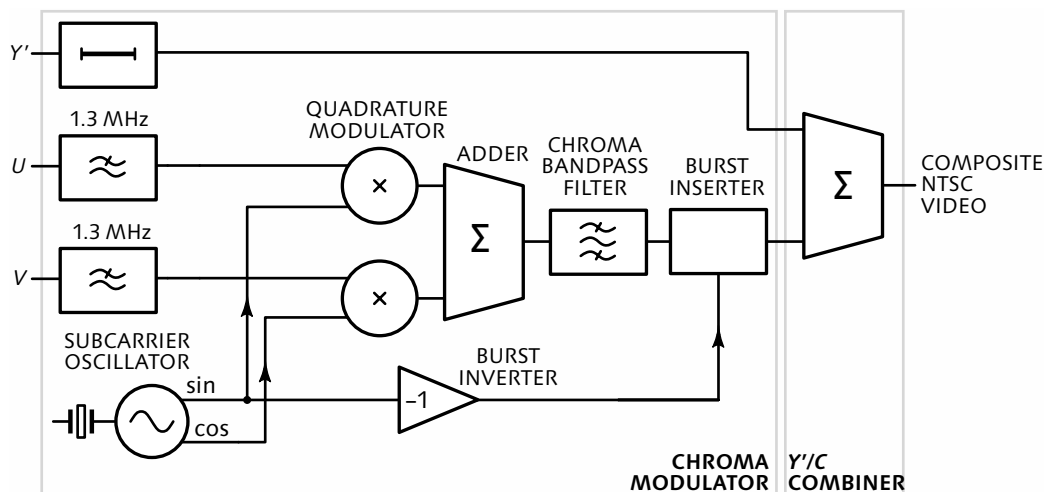 Y'
1.3 MHz
U
1.3 MHz
V
QUADRATURE
MODULATOR
×
×
ADDER
Σ
CHROMA
BANDPASS
FILTER
BURST
INSERTER
Σ
COMPOSITE
NTSC
VIDEO
SUBCARRIER
OSCILLATOR
sin
cos
BURST
INVERTER
–1
CHROMA
MODULATOR
Y'/C
COMBINER